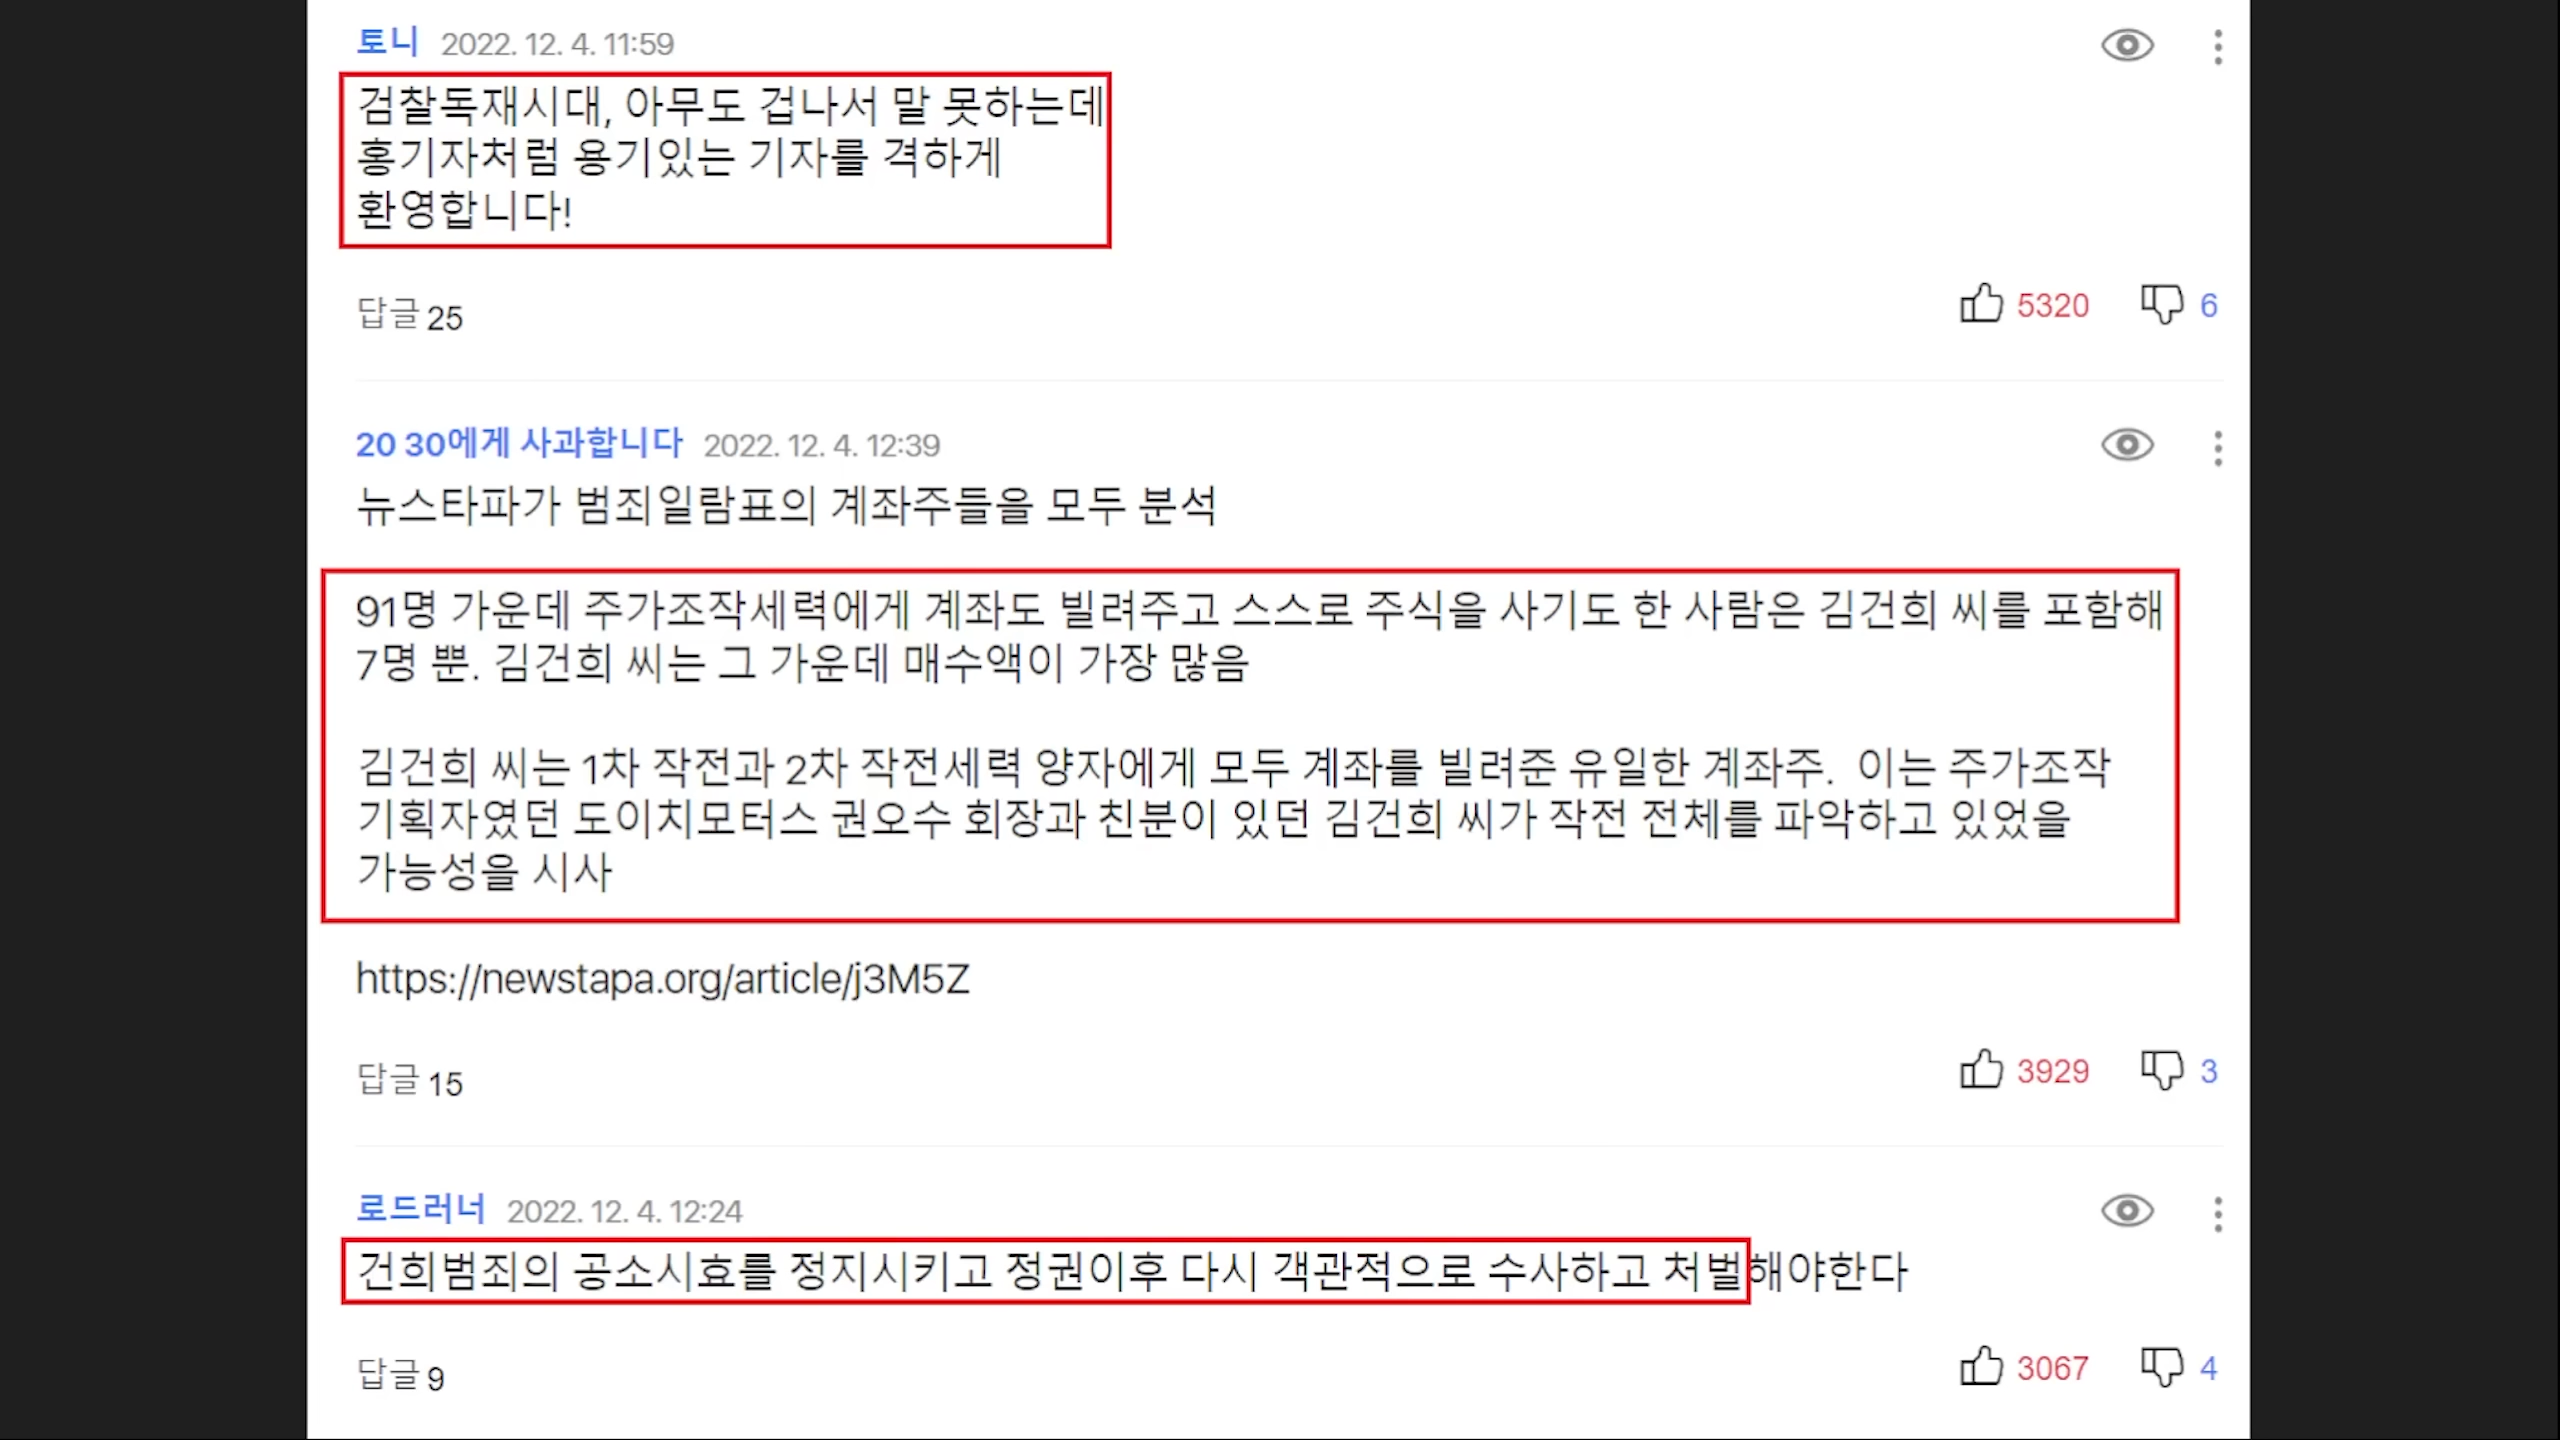 토니 2022. 12. 4. 11:59
검찰독재시대, 아무도 겁나서 말 못하는데
홍기자처럼 용기있는 기자를 격하게
환영합니다!
답글 25 5320 6
20 30에게 사과합니다 2022. 12. 4. 12:39
뉴스타파가 범죄일람표의 계좌주들을 모두 분석
91명 가운데 주가조작세력에게 계좌도 빌려주고 스스로 주식을 사기도 한 사람은 김건희 씨를 포함해
7명 뿐. 김건희 씨는 그 가운데 매수액이 가장 많음
김건희 씨는 1차 작전과 2차 작전세력 양자에게 모두 계좌를 빌려준 유일한 계좌주. 이는 주가조작
기획자였던 도이치모터스 권오수 회장과 친분이 있던 김건희 씨가 작전 전체를 파악하고 있었을
가능성을 시사
https://newstapa.org/article/j3M5Z
답글 15 3929 3
로드러너 2022. 12. 4. 12:24
건희범죄의 공소시효를 정지시키고 정권이후 다시 객관적으로 수사하고 처벌해야한다
답글 9 3067 4